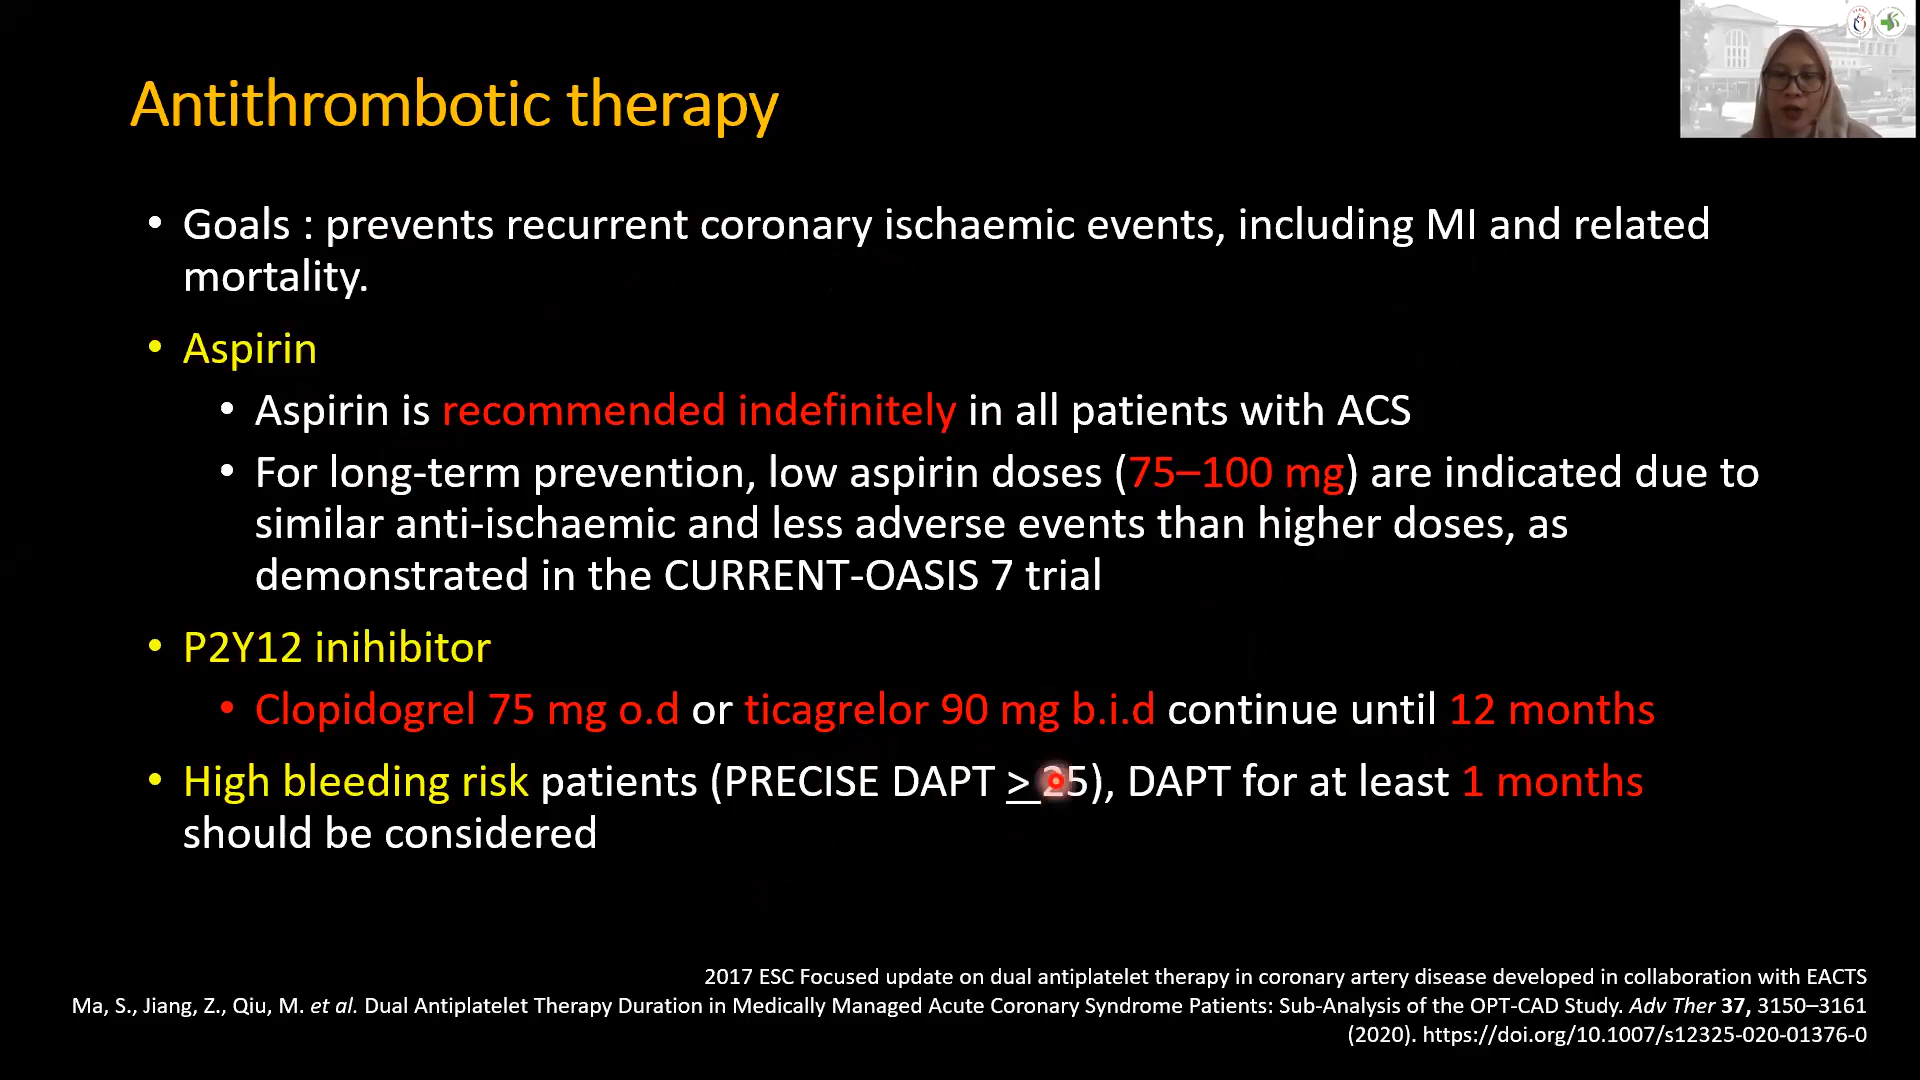 Antithrombotic therapy
• Goals : prevents recurrent coronary ischaemic events, including MI and related
mortality.
• Aspirin
• Aspirin is recommended indefinitely in all patients with ACS
• For long-term prevention, low aspirin doses (75–100 mg) are indicated due to
similar anti-ischaemic and less adverse events than higher doses, as
demonstrated in the CURRENT-OASIS 7 trial
• P2Y12 inihibitor
• Clopidogrel 75 mg o.d or ticagrelor 90 mg b.i.d continue until 12 months
• High bleeding risk patients (PRECISE DAPT > 25), DAPT for at least 1 months
should be considered
2017 ESC Focused update on dual antiplatelet therapy in coronary artery disease developed in collaboration with EACTS
Ma, S., Jiang, Z., Qiu, M. et al. Dual Antiplatelet Therapy Duration in Medically Managed Acute Coronary Syndrome Patients: Sub-Analysis of the OPT-CAD Study. Adv Ther 37, 3150–3161
(2020). https://doi.org/10.1007/s12325-020-01376-0